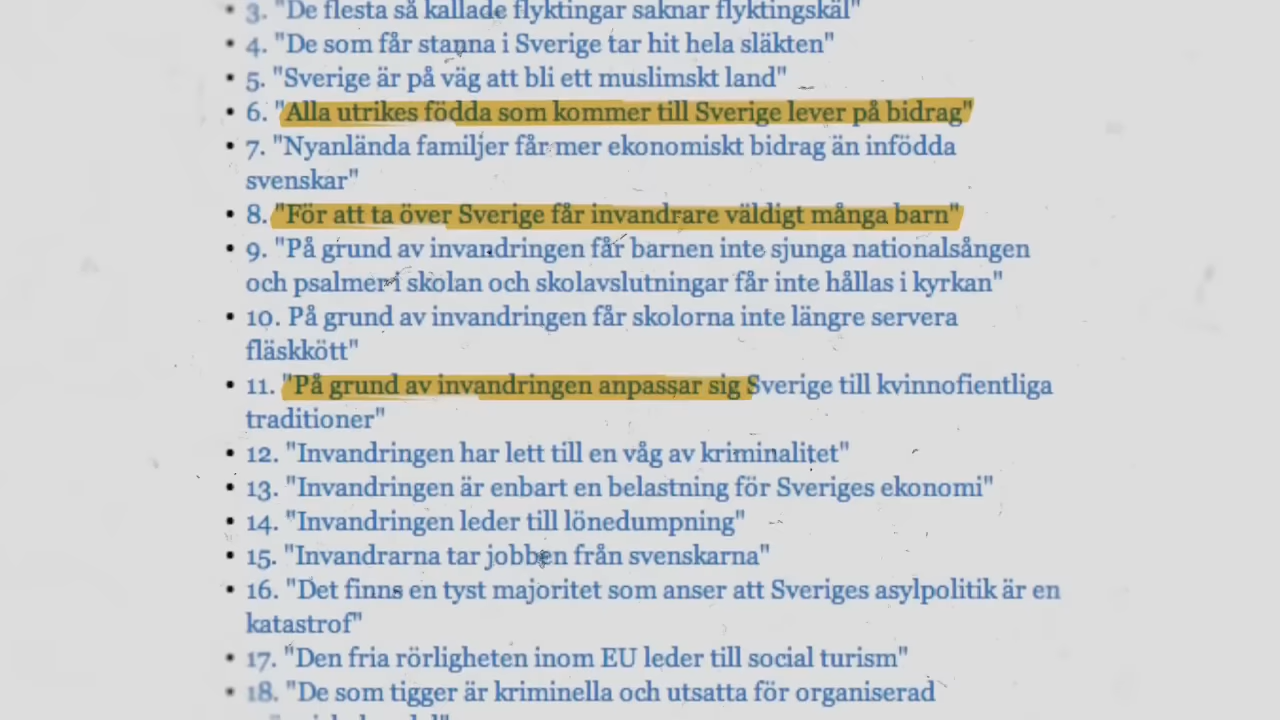 • 3. "De flesta så kallade flyktingar saknar flyktingskäl"
• 4. "De som får stanna i Sverige tar hit hela släkten"
• 5. "Sverige är på väg att bli ett muslimskt land"
• 6. "Alla utrikes födda som kommer till Sverige lever på bidrag"
• 7. "Nyanlända familjer får mer ekonomiskt bidrag än infödda
svenskar"
• 8. "För att ta över Sverige får invandrare väldigt många barn"
• 9. "På grund av invandringen får barnen inte sjunga nationalsången
och psalmer i skolan och skolavslutningar får inte hållas i kyrkan"
• 10. På grund av invandringen får skolorna inte längre servera
fläskkött"
• 11. "På grund av invandringen anpassar sig Sverige till kvinnofientliga
traditioner"
• 12. "Invandringen har lett till en våg av kriminalitet"
• 13. "Invandringen är enbart en belastning för Sveriges ekonomi"
• 14. "Invandringen leder till lönedumpning"
• 15. "Invandrarna tar jobben från svenskarna"
• 16. "Det finns en tyst majoritet som anser att Sveriges asylpolitik är en
katastrof"
• 17. "Den fria rörligheten inom EU leder till social turism"
• 18. "De som tigger är kriminella och utsatta för organiserad